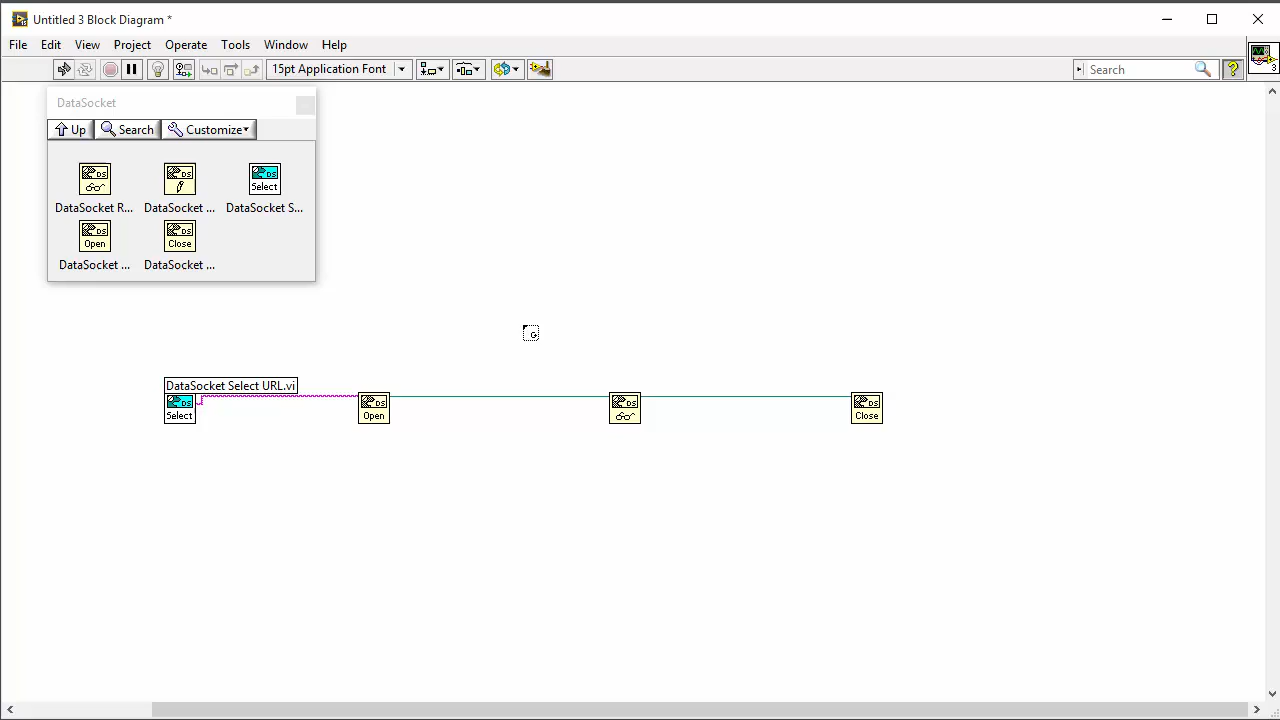 Untitled 3 Block Diagram *
File Edit View Project Operate Tools Window Help
15pt Application Font
Search
3
DataSocket
Up Search Customize
DS DS DS
Select
DataSocket R... DataSocket ... DataSocket S...
DS DS
Open Close
DataSocket ... DataSocket ...
DataSocket Select URL.vi
DS DS DS DS
Select Open Close